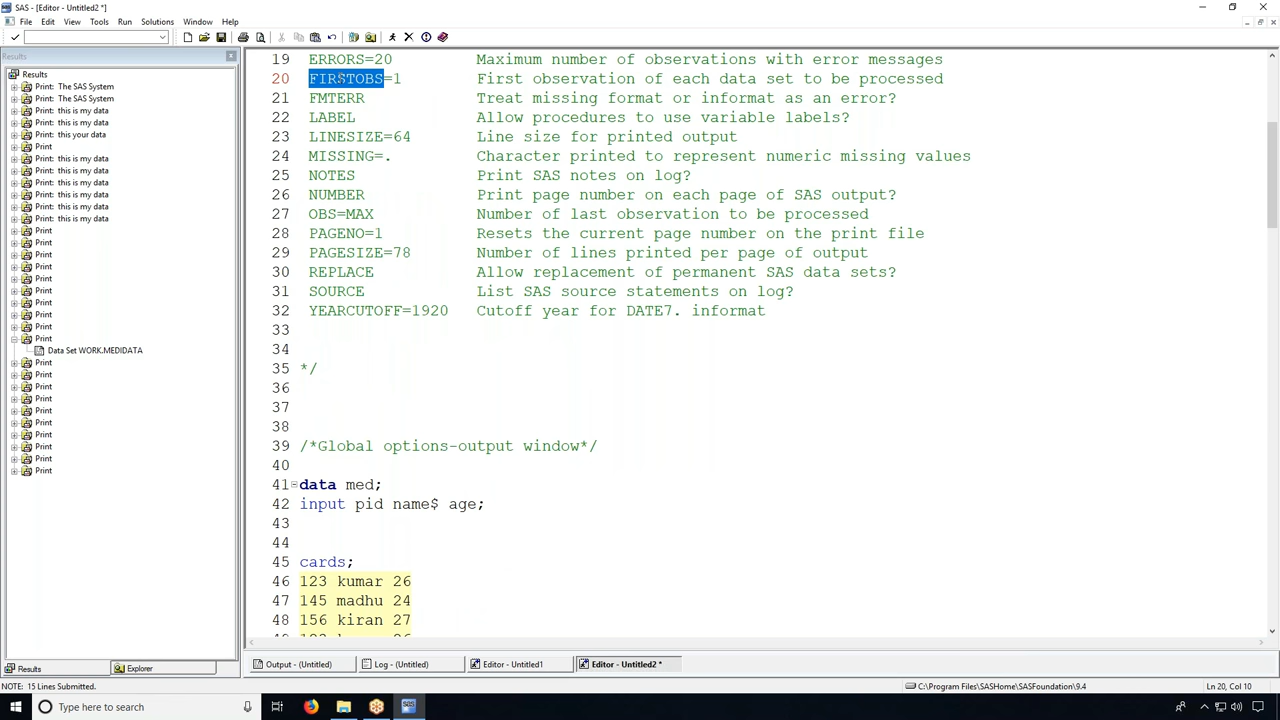 SAS - [Editor - Untitled2 *]
File Edit View Tools Run Solutions Window Help
Results
Results
Print: The SAS System
Print: The SAS System
Print: this is my data
Print: this is my data
Print: this your data
Print
Print: this is my data
Print: this is my data
Print: this is my data
Print: this is my data
Print: this is my data
Print: this is my data
Print
Print
Print
Print
Print
Print
Print
Print
Print
Print
Data Set WORK.MEDIDATA
Print
Print
Print
Print
Print
Print
Print
Print
Print
Print
19 ERRORS=20 Maximum number of observations with error messages
20 FIRSTOBS=1 First observation of each data set to be processed
21 FMTERR Treat missing format or informat as an error?
22 LABEL Allow procedures to use variable labels?
23 LINESIZE=64 Line size for printed output
24 MISSING=. Character printed to represent numeric missing values
25 NOTES Print SAS notes on log?
26 NUMBER Print page number on each page of SAS output?
27 OBS=MAX Number of last observation to be processed
28 PAGENO=1 Resets the current page number on the print file
29 PAGESIZE=78 Number of lines printed per page of output
30 REPLACE Allow replacement of permanent SAS data sets?
31 SOURCE List SAS source statements on log?
32 YEARCUTOFF=1920 Cutoff year for DATE7. informat
33
34
35 */
36
37
38
39 /*Global options-output window*/
40
41 data med;
42 input pid name$ age;
43
44
45 cards;
46 123 kumar 26
47 145 madhu 24
48 156 kiran 27
Results Explorer
Output - (Untitled) Log - (Untitled) Editor - Untitled1 Editor - Untitled2 *
NOTE: 15 Lines Submitted. C:\Program Files\SASHome\SASFoundation\9.4 Ln 20, Col 10
Type here to search